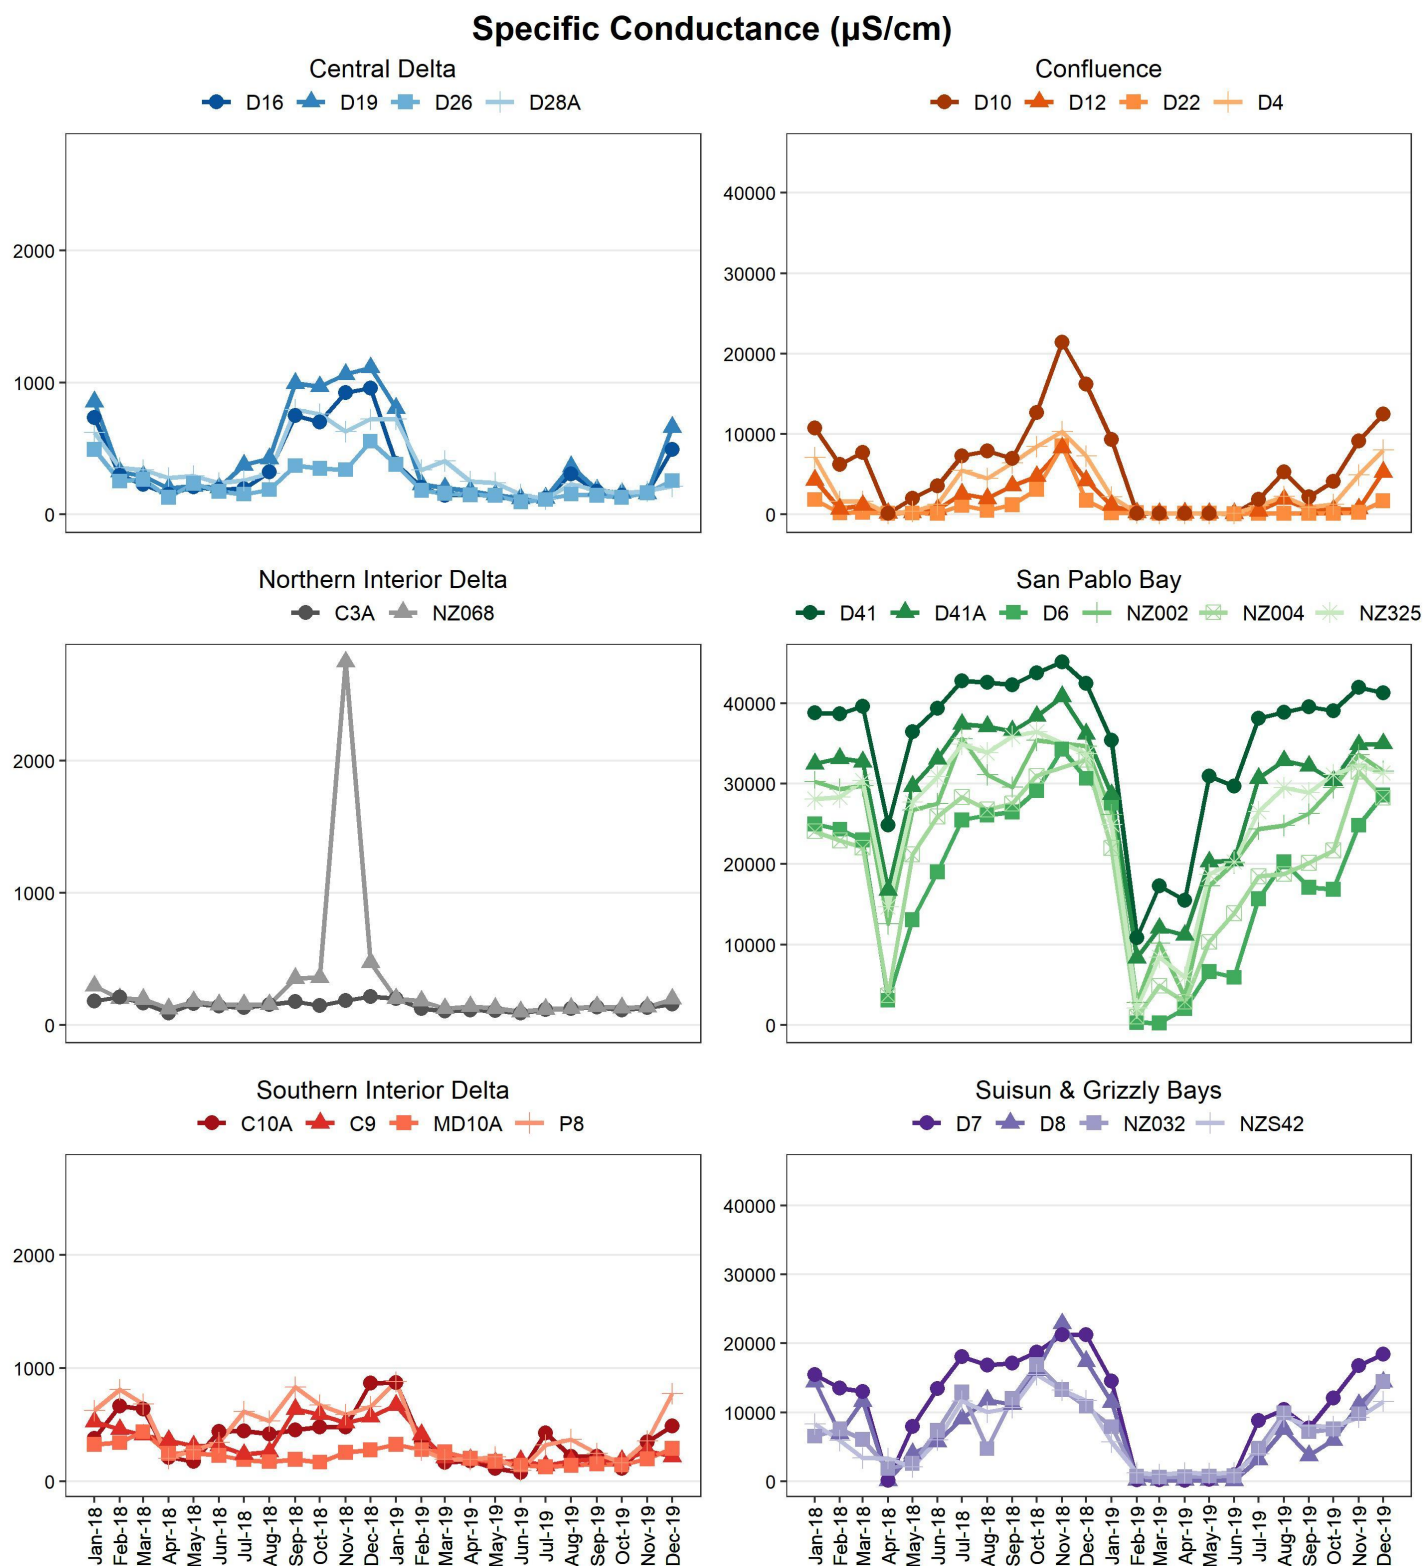 Specific Conductance (µS/cm)
Central Delta
D16 D19 D26 D28A
2000
1000
0
Confluence
D10 D12 D22 D4
40000
30000
20000
10000
0
Northern Interior Delta
C3A NZ068
2000
1000
0
San Pablo Bay
D41 D41A D6 NZ002 NZ004 NZ325
40000
30000
20000
10000
0
Southern Interior Delta
C10A C9 MD10A P8
2000
1000
0
Jan-18
Feb-18
Mar-18
Apr-18
May-18
Jun-18
Jul-18
Aug-18
Sep-18
Oct-18
Nov-18
Dec-18
Jan-19
Feb-19
Mar-19
Apr-19
May-19
Jun-19
Jul-19
Aug-19
Sep-19
Oct-19
Nov-19
Dec-19
Suisun & Grizzly Bays
D7 D8 NZ032 NZS42
40000
30000
20000
10000
0
Jan-18
Feb-18
Mar-18
Apr-18
May-18
Jun-18
Jul-18
Aug-18
Sep-18
Oct-18
Nov-18
Dec-18
Jan-19
Feb-19
Mar-19
Apr-19
May-19
Jun-19
Jul-19
Aug-19
Sep-19
Oct-19
Nov-19
Dec-19